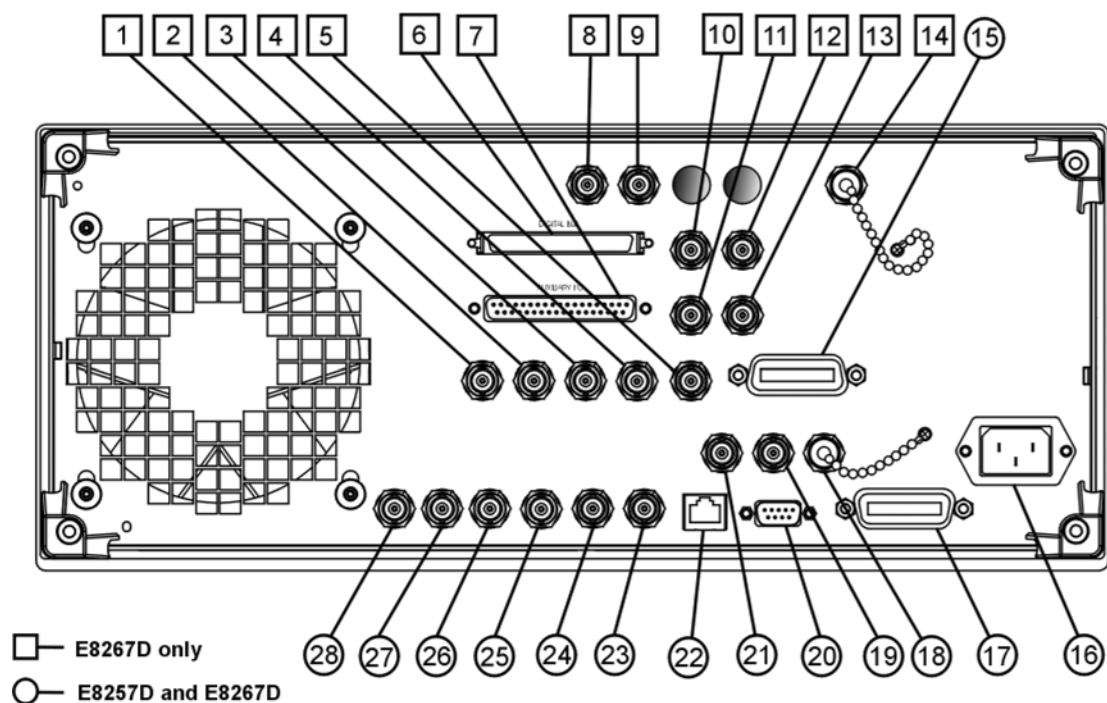 1 2 3 4 5 6 7 8 9 10 11 12 13 14 15
DIGITAL BUS
AUXILIARY I/O
28 27 26 25 24 23 22 21 20 19 18 17 16
E8267D only
E8257D and E8267D